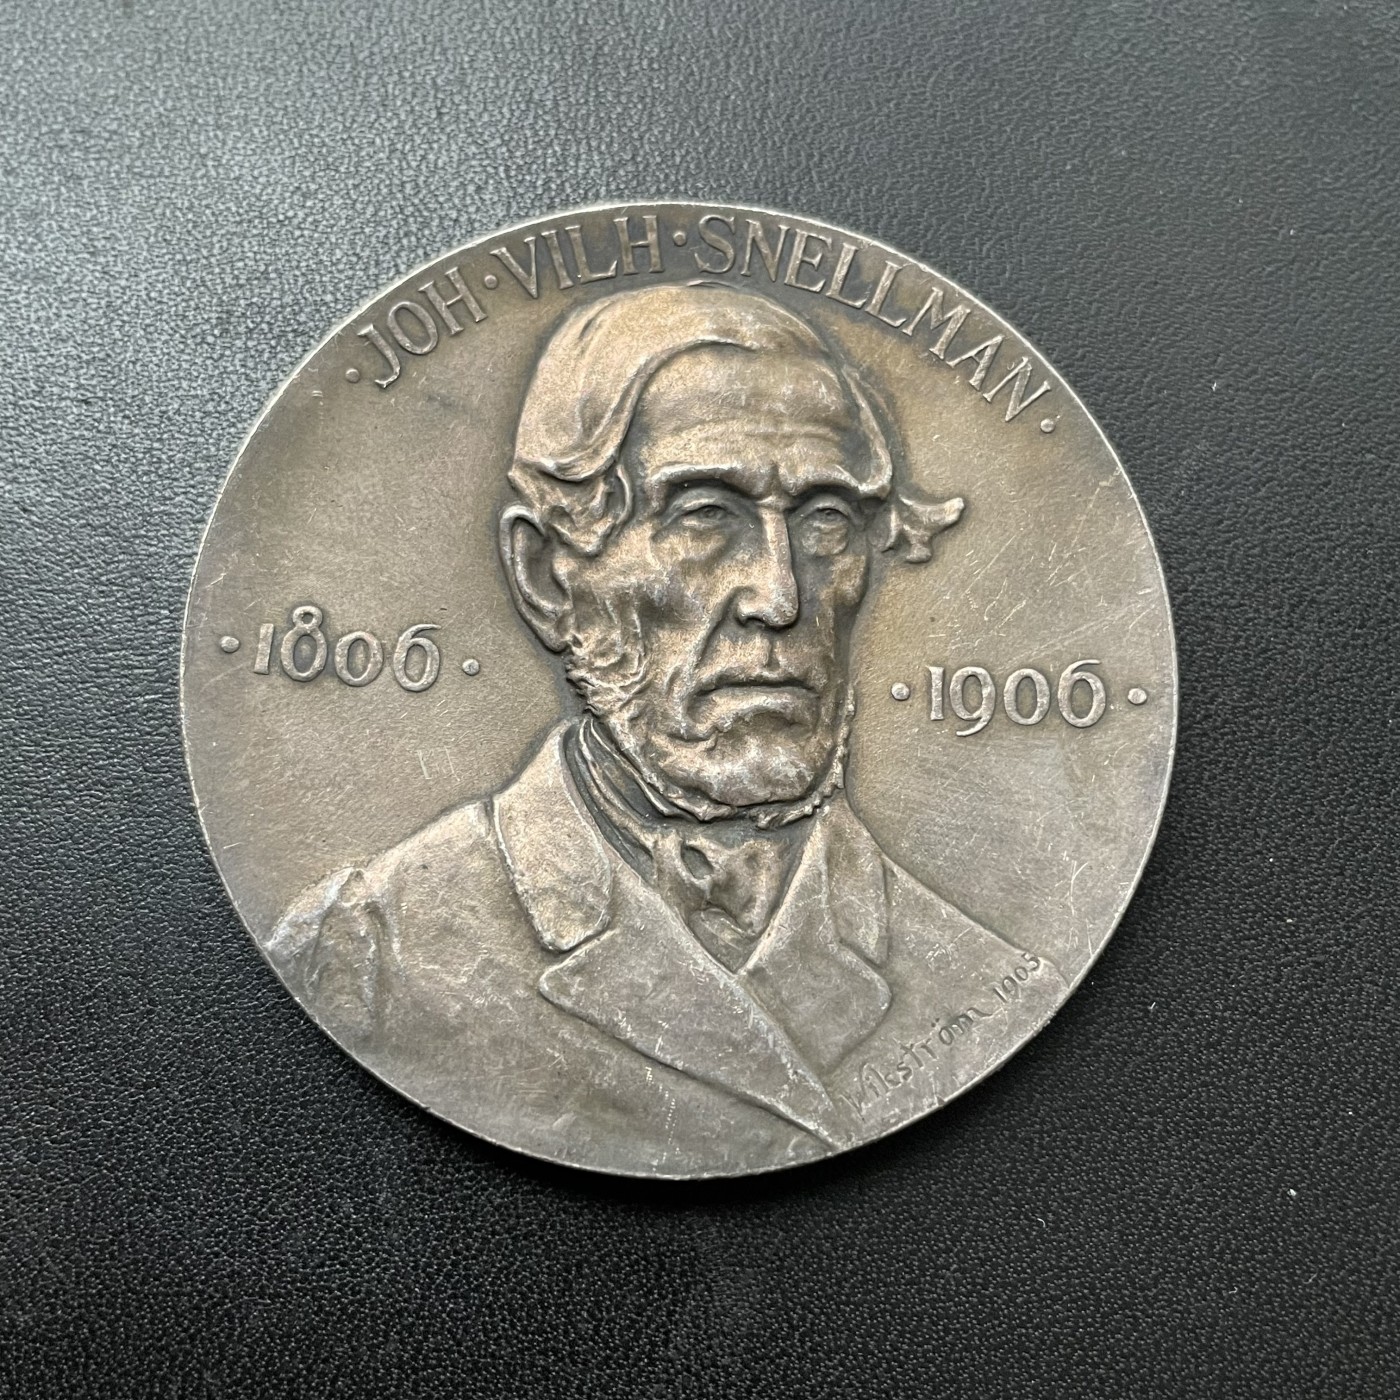 ·JOH·VILH·SNELLMAN·
·1806·
·1906·
Wikström 1905